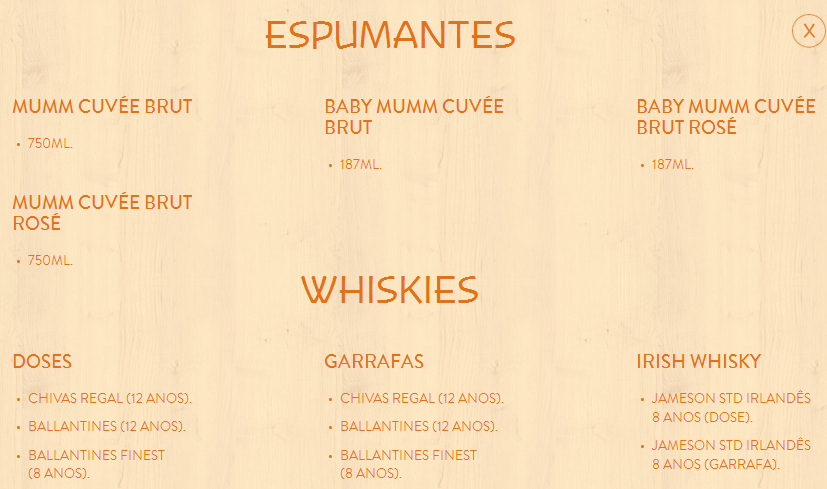 ESPUMANTES
X
MUMM CUVÉE BRUT
• 750ML.
BABY MUMM CUVÉE
BRUT
• 187ML.
BABY MUMM CUVÉE
BRUT ROSÉ
• 187ML.
MUMM CUVÉE BRUT
ROSÉ
• 750ML.
WHISKIES
DOSES
• CHIVAS REGAL (12 ANOS).
• BALLANTINES (12 ANOS).
• BALLANTINES FINEST
(8 ANOS).
GARRAFAS
• CHIVAS REGAL (12 ANOS).
• BALLANTINES (12 ANOS).
• BALLANTINES FINEST
(8 ANOS).
IRISH WHISKY
• JAMESON STD IRLANDÊS
8 ANOS (DOSE).
• JAMESON STD IRLANDÊS
8 ANOS (GARRAFA).